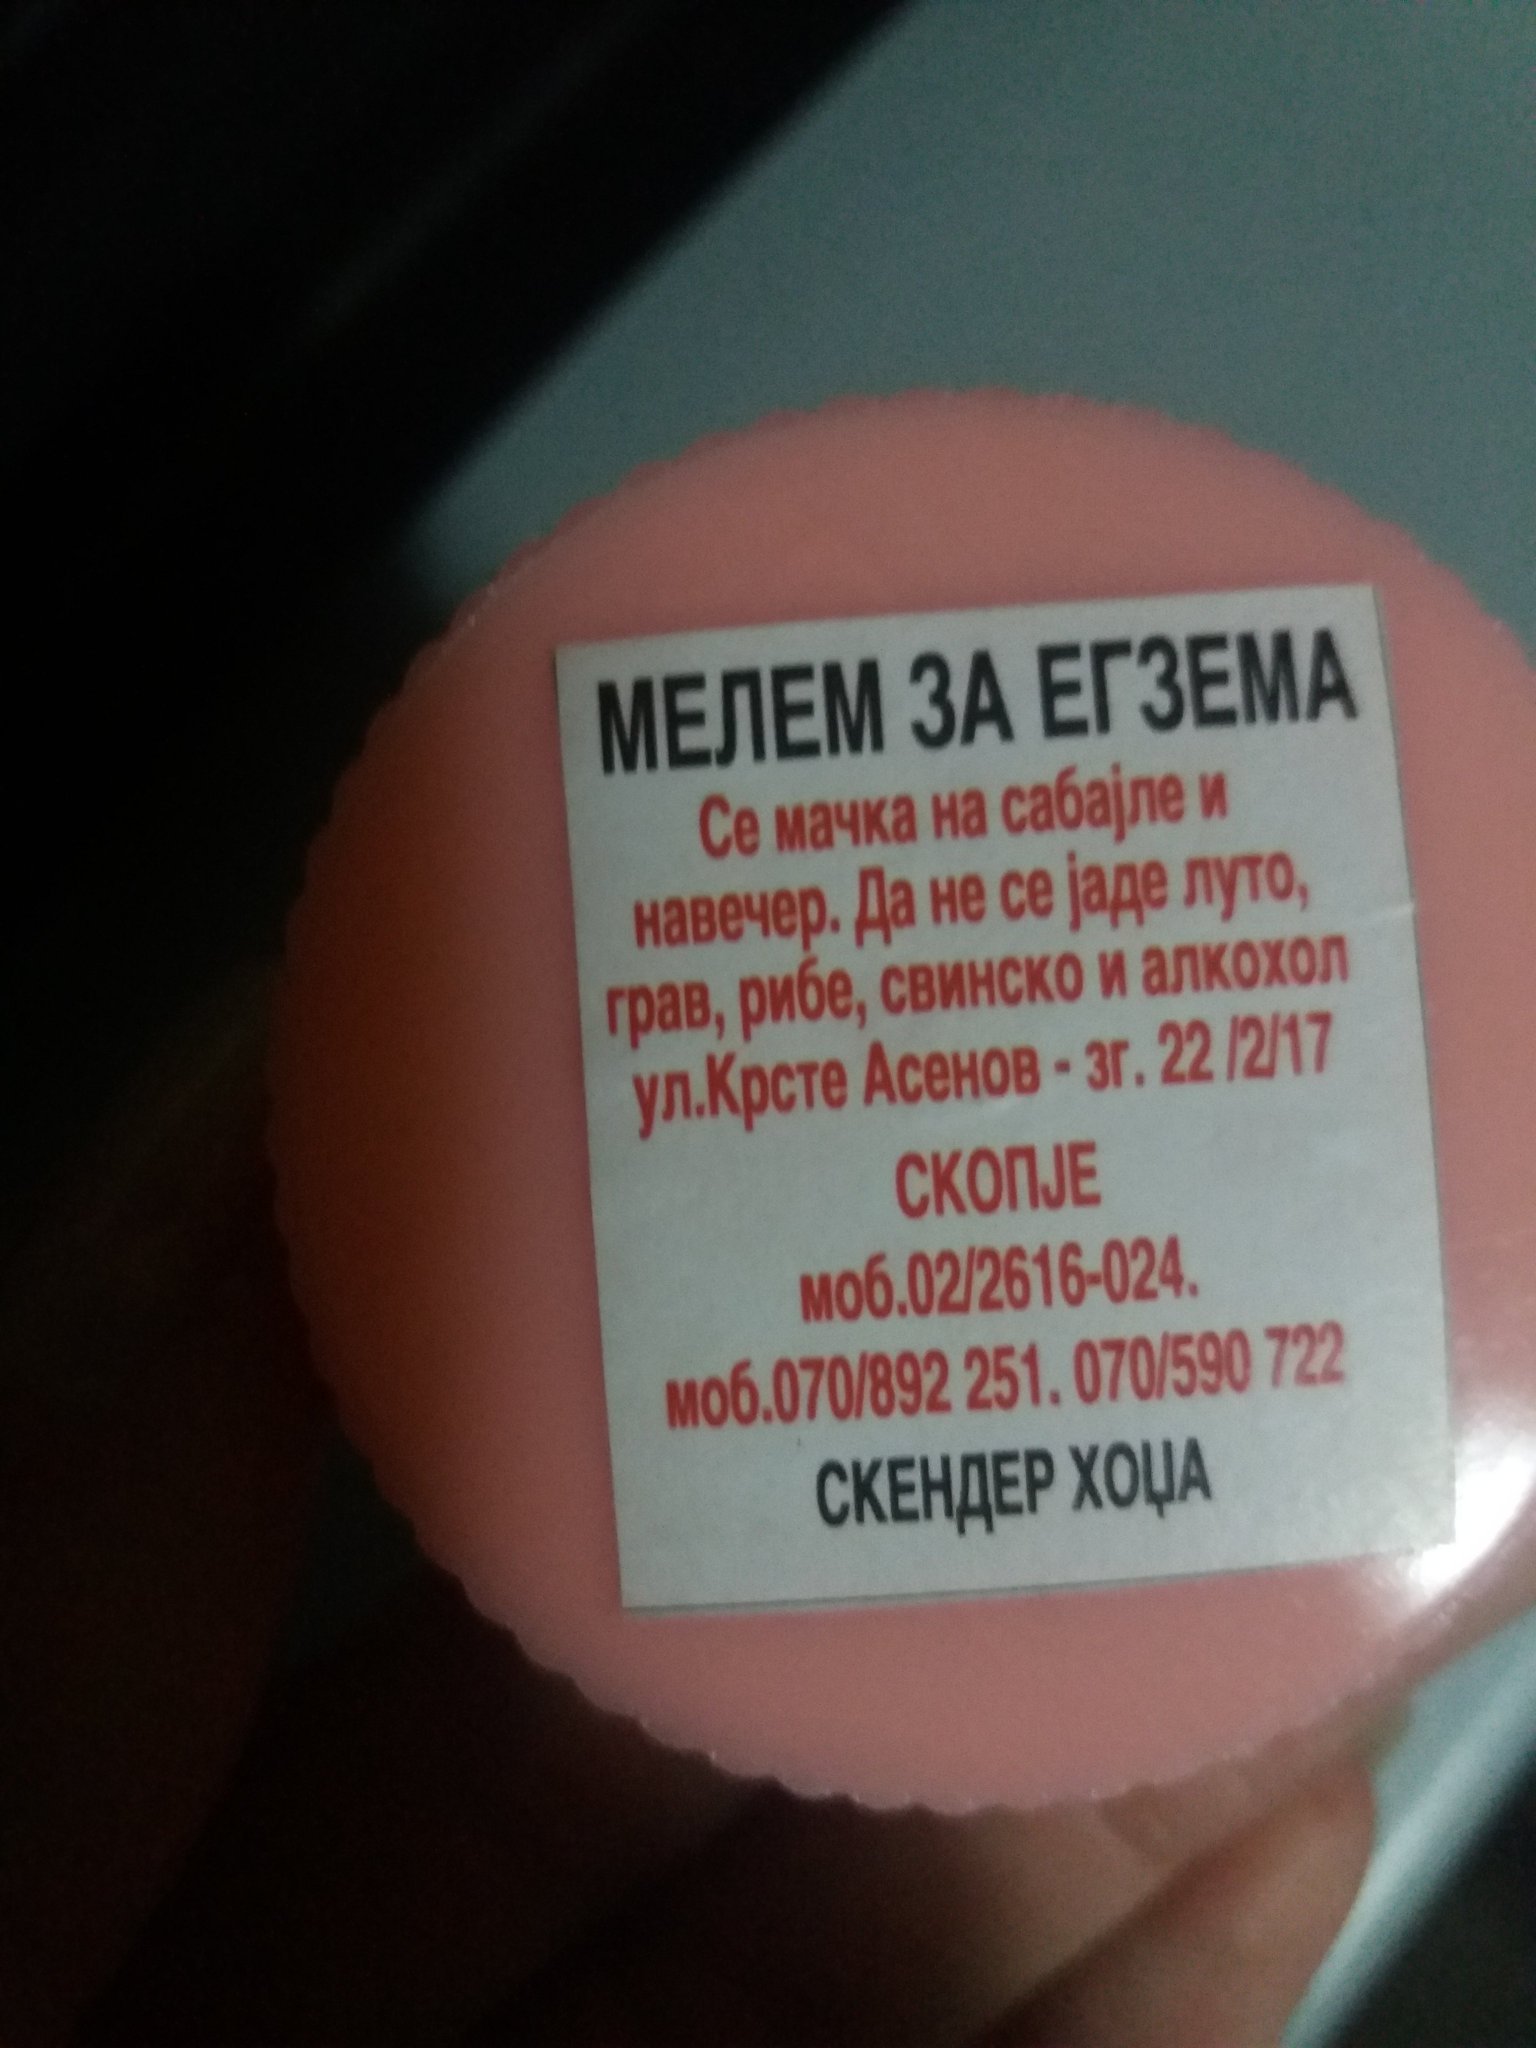 МЕЛЕМ ЗА ЕГЗЕМА
Се мачка на сабајле и
навечер. Да не се јаде луто,
грав, рибе, свинско и алкохол
ул.Крсте Асенов - зг. 22 /2/17
СКОПЈЕ
моб.02/2616-024.
моб.070/892 251. 070/590 722
СКЕНДЕР ХОЏА